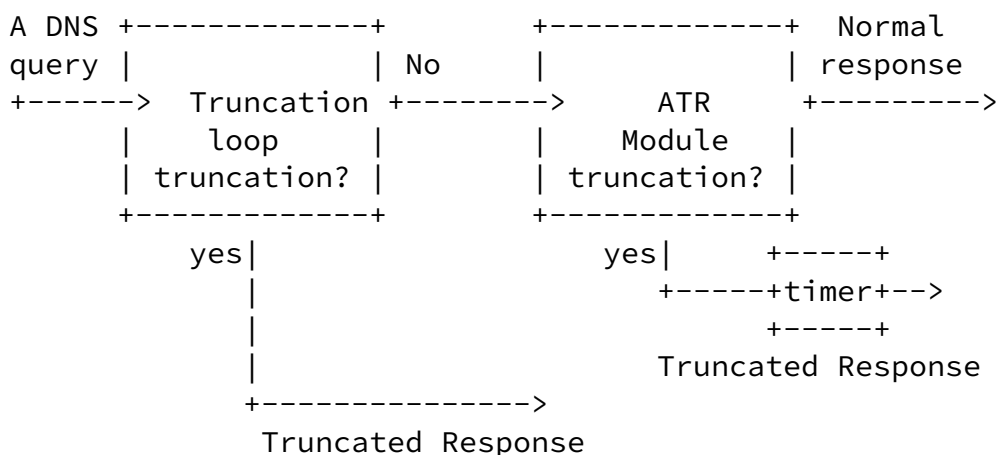 A DNS +-------------+ +-------------+ Normal
query | | No | | response
+------> Truncation +--------> ATR +--------->
| loop | | Module |
| truncation? | | truncation? |
+-------------+ +-------------+
yes| yes| +-----+
| +-----+timer+-->
| +-----+
| Truncated Response
+--------------->
Truncated Response